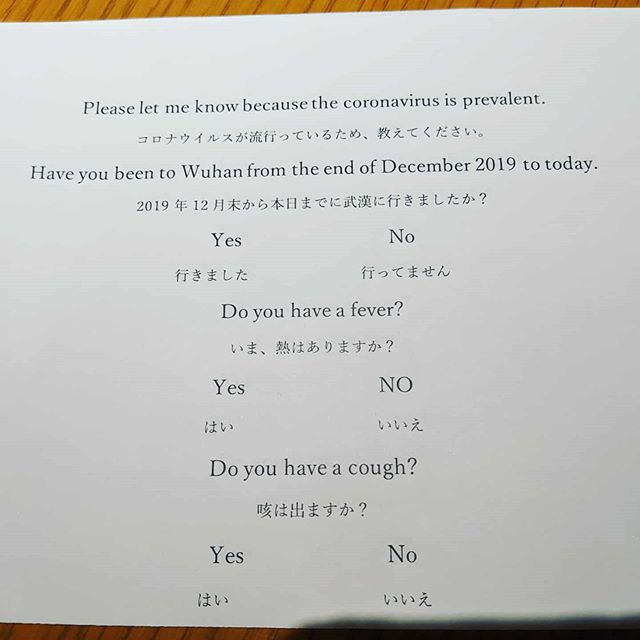 Please let me know because the coronavirus is prevalent.
コロナウイルスが流行っているため、教えてください。
Have you been to Wuhan from the end of December 2019 to today.
2019 年 12 月末から本日までに武漢に行きましたか？
Yes No
行きました 行ってません
Do you have a fever?
いま、熱はありますか？
Yes NO
はい いいえ
Do you have a cough?
咳は出ますか？
Yes No
はい いいえ